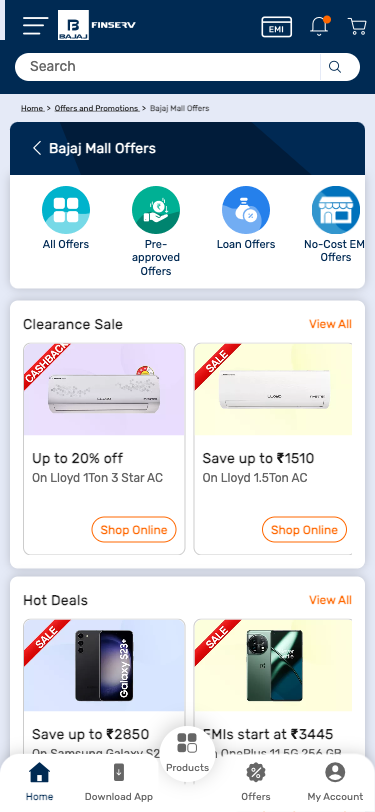 BAJAJ
FINSERV
EMI
Search
Home > Offers and Promotions > Bajaj Mall Offers
Bajaj Mall Offers
All Offers
Pre-
approved
Offers
Loan Offers
No-Cost EM
Offers
Clearance Sale
View All
CASHBACK
SALE
LLOYD
Up to 20% off
On Lloyd 1Ton 3 Star AC
Save up to ₹1510
On Lloyd 1.5Ton AC
Shop Online
Shop Online
Hot Deals
View All
SALE
Galaxy S23+
SALE
Save up to ₹2850
On Samsung Galaxy S2
EMIs start at ₹3445
On OnePlus 11 5G 256 GB
Products
Home
Download App
Offers
My Account